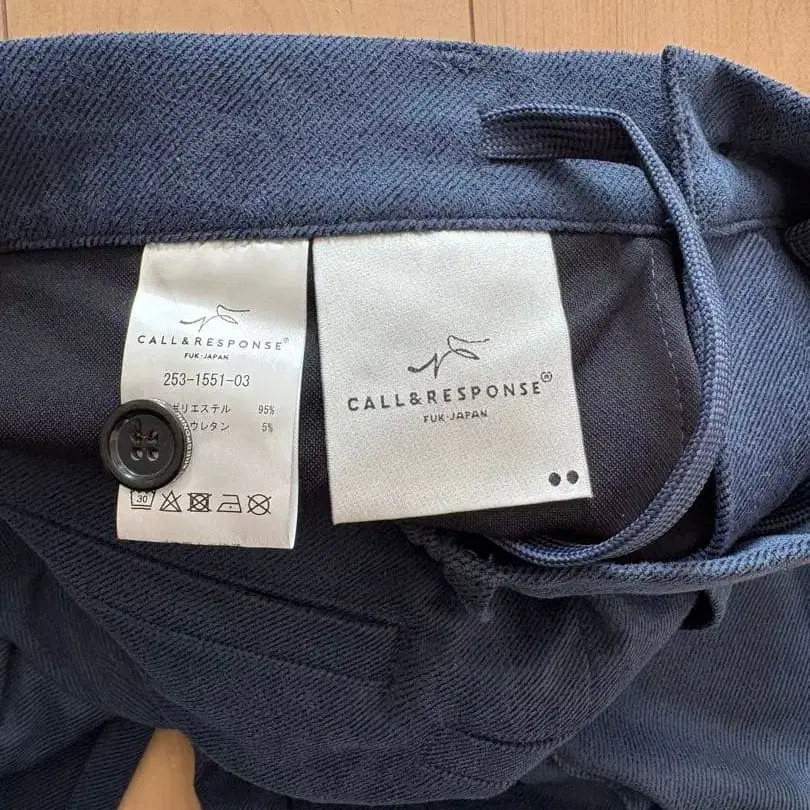 CALL&RESPONSE®
FUK-JAPAN
253-1551-03
リエステル 95%
ウレタン 5%
30
CALL&RESPONSE®
FUK-JAPAN